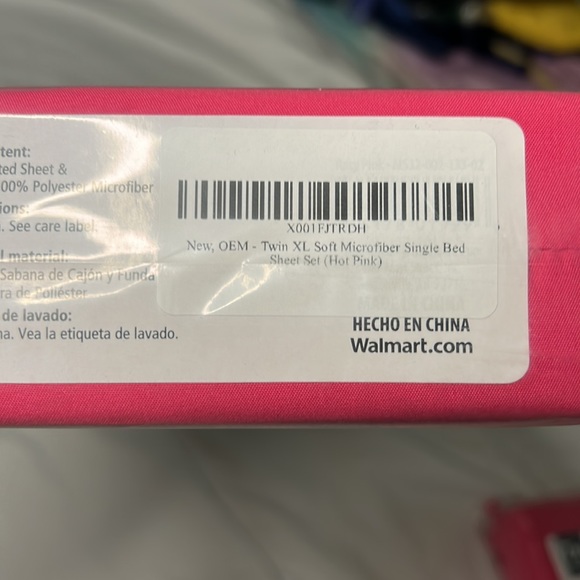 tent:
ted Sheet &
00% Polyester Microfiber
ions:
. See care label.
l material:
Sabana de Cajón y Funda
ra de Poliéster
de lavado:
na. Vea la etiqueta de lavado.
X001FJTRDH
New, OEM - Twin XL Soft Microfiber Single Bed
Sheet Set (Hot Pink)
HECHO EN CHINA
Walmart.com